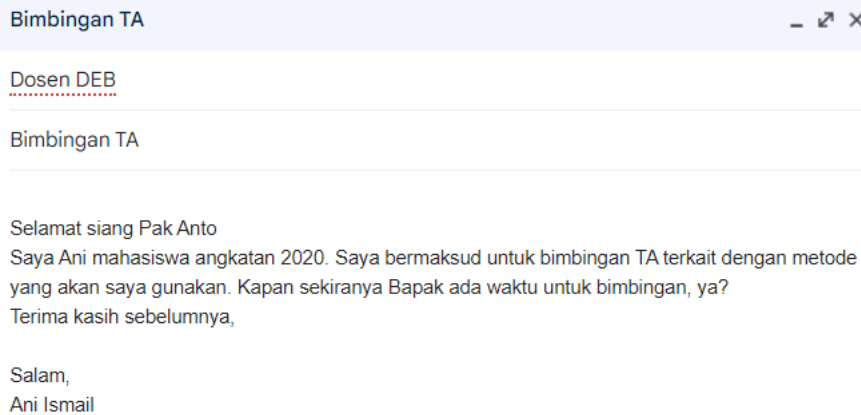 Bimbingan TA
Dosen DEB
Bimbingan TA
Selamat siang Pak Anto
Saya Ani mahasiswa angkatan 2020. Saya bermaksud untuk bimbingan TA terkait dengan metode
yang akan saya gunakan. Kapan sekiranya Bapak ada waktu untuk bimbingan, ya?
Terima kasih sebelumnya,
Salam,
Ani Ismail